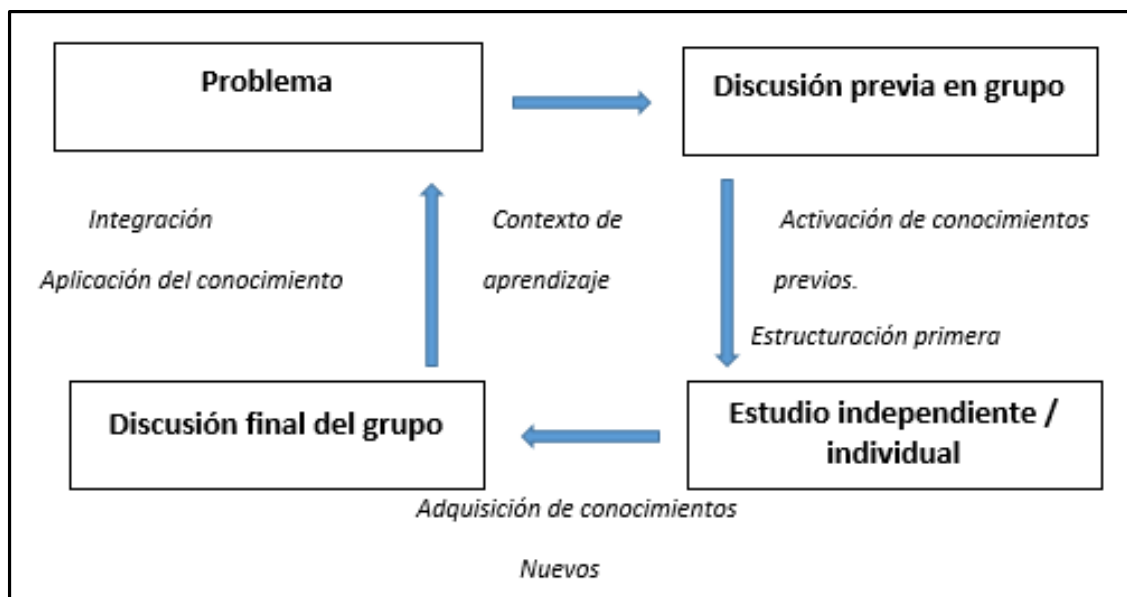 Problema
Discusión previa en grupo
Integración
Contexto de
Activación de conocimientos
Aplicación del conocimiento
aprendizaje
previos.
Estructuración primera
Discusión final del grupo
Estudio independiente /
individual
Adquisición de conocimientos
Nuevos